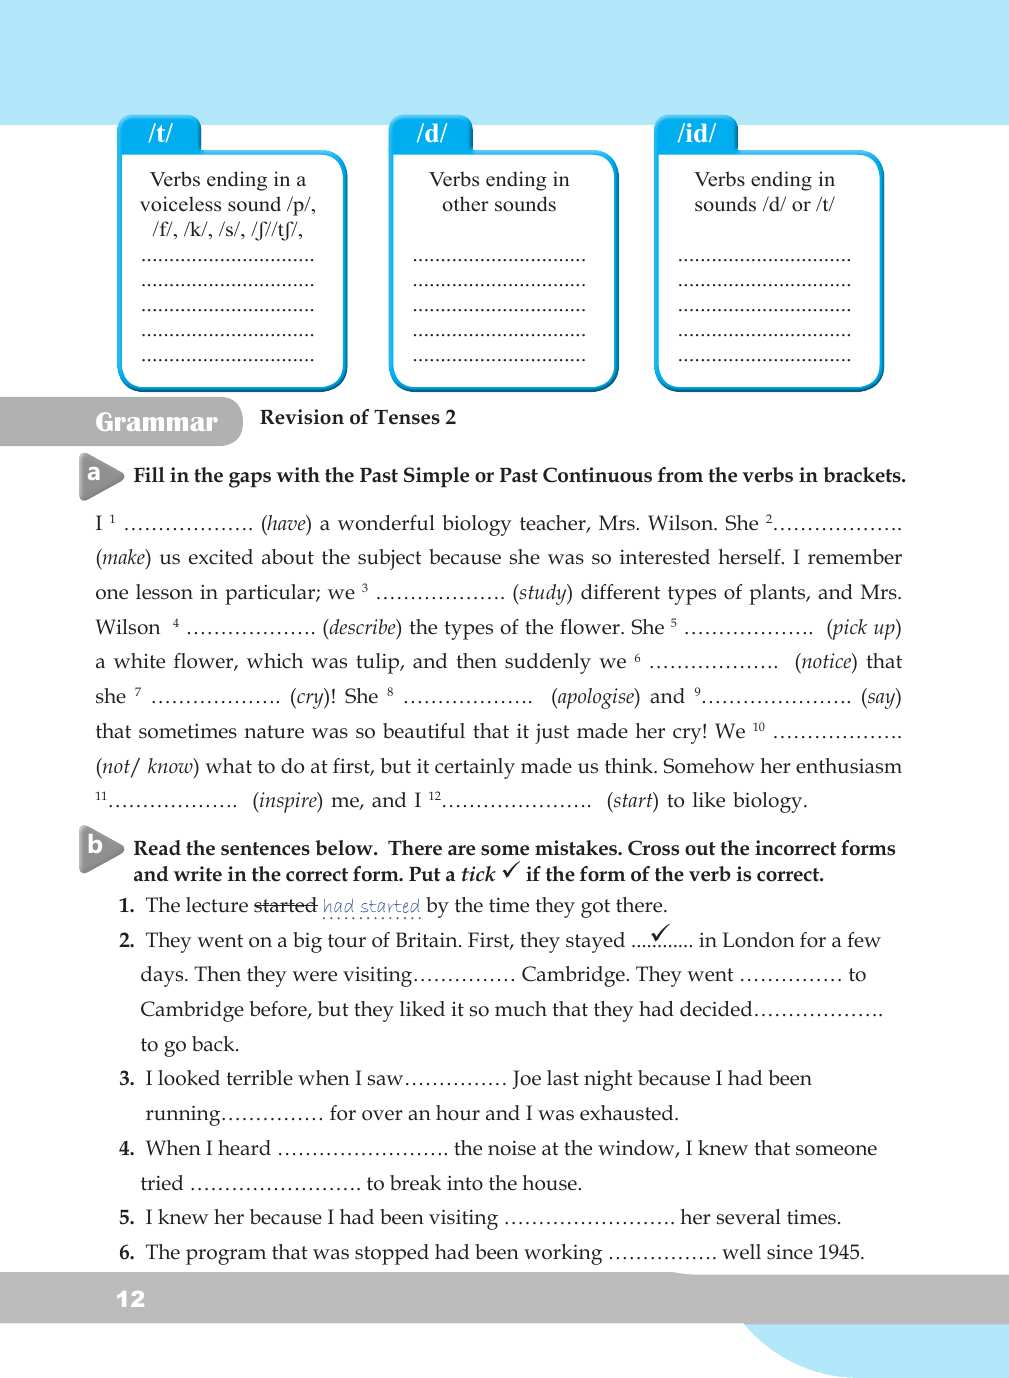 /t/
/d/
/id/
Verbs ending in a
voiceless sound /p/,
/f/, /k/, /s/, /ʃ//tʃ/,
...............................
...............................
...............................
...............................
...............................
Verbs ending in
other sounds
...............................
...............................
...............................
...............................
...............................
Verbs ending in
sounds /d/ or /t/
...............................
...............................
...............................
...............................
...............................
Grammar
Revision of Tenses 2
a
Fill in the gaps with the Past Simple or Past Continuous from the verbs in brackets.
I ¹ ………………. (have) a wonderful biology teacher, Mrs. Wilson. She ²……………….
(make) us excited about the subject because she was so interested herself. I remember
one lesson in particular; we ³ ………………. (study) different types of plants, and Mrs.
Wilson ⁴ ………………. (describe) the types of the flower. She ⁵ ………………. (pick up)
a white flower, which was tulip, and then suddenly we ⁶ ………………. (notice) that
she ⁷ ………………. (cry)! She ⁸ ………………. (apologise) and ⁹…………………. (say)
that sometimes nature was so beautiful that it just made her cry! We ¹⁰ ……………….
(not/ know) what to do at first, but it certainly made us think. Somehow her enthusiasm
¹¹………………. (inspire) me, and I ¹²…………………. (start) to like biology.
b
Read the sentences below. There are some mistakes. Cross out the incorrect forms
and write in the correct form. Put a tick ✓ if the form of the verb is correct.
1. The lecture started had started by the time they got there.
2. They went on a big tour of Britain. First, they stayed ....✓....... in London for a few
days. Then they were visiting…………… Cambridge. They went …………… to
Cambridge before, but they liked it so much that they had decided……………….
to go back.
3. I looked terrible when I saw…………… Joe last night because I had been
running…………… for over an hour and I was exhausted.
4. When I heard ……………………. the noise at the window, I knew that someone
tried ……………………. to break into the house.
5. I knew her because I had been visiting ……………………. her several times.
6. The program that was stopped had been working ……………. well since 1945.
12